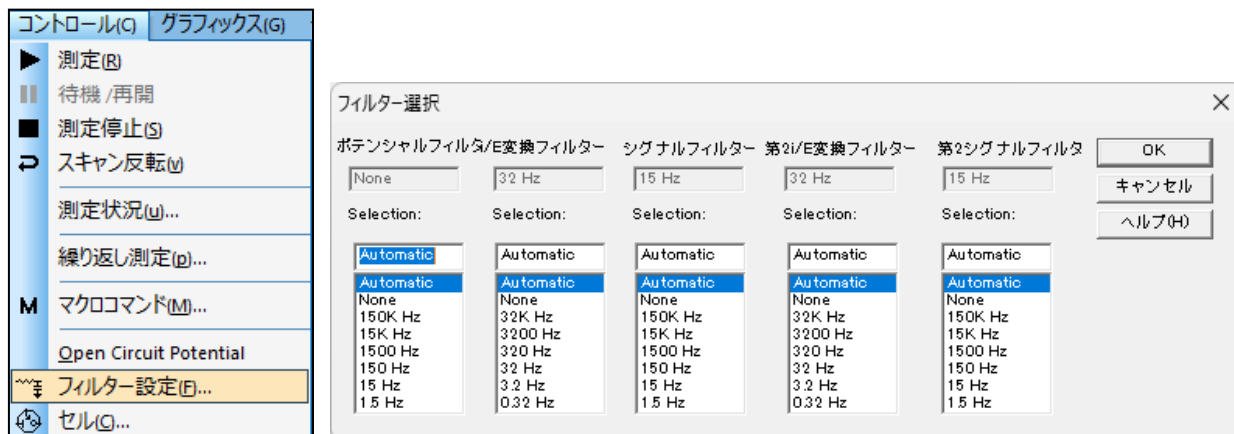 コントロール(C) グラフィックス(G)
測定(R)
待機 /再開
測定停止(S)
スキャン反転(v)
測定状況(u)...
繰り返し測定(p)...
M マクロコマンド(M)...
Open Circuit Potential
フィルター設定(F)...
セル(C)...
フィルター選択
ポテンシャルフィルタ i/E変換フィルター シグナルフィルター 第2i/E変換フィルター 第2シグナルフィルタ
None 32 Hz 15 Hz 32 Hz 15 Hz
Selection: Selection: Selection: Selection: Selection:
Automatic Automatic Automatic Automatic Automatic
Automatic Automatic Automatic Automatic Automatic
None None None None None
150K Hz 32K Hz 150K Hz 32K Hz 150K Hz
15K Hz 3200 Hz 15K Hz 3200 Hz 15K Hz
1500 Hz 320 Hz 1500 Hz 320 Hz 1500 Hz
150 Hz 32 Hz 150 Hz 32 Hz 150 Hz
15 Hz 3.2 Hz 15 Hz 3.2 Hz 15 Hz
1.5 Hz 0.32 Hz 1.5 Hz 0.32 Hz 1.5 Hz
OK
キャンセル
ヘルプ(H)